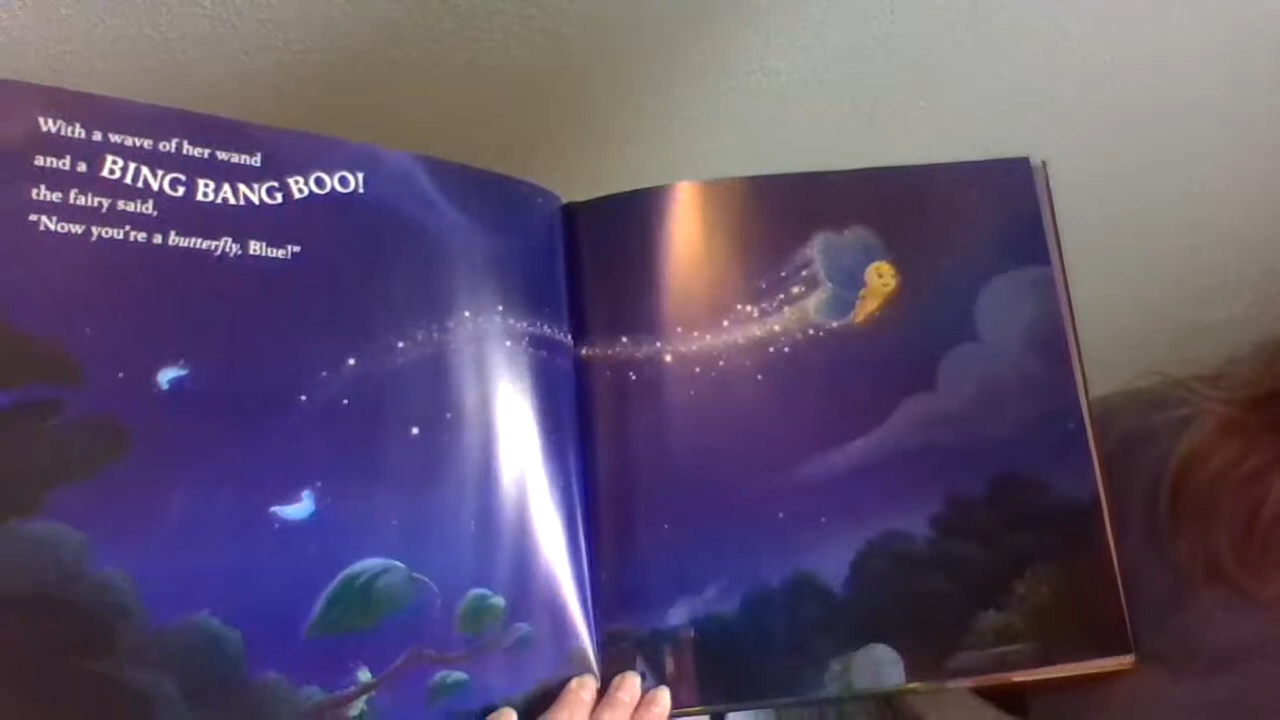 With a wave of her wand
and a BING BANG BOO!
the fairy said,
“Now you’re a butterfly, Blue!”